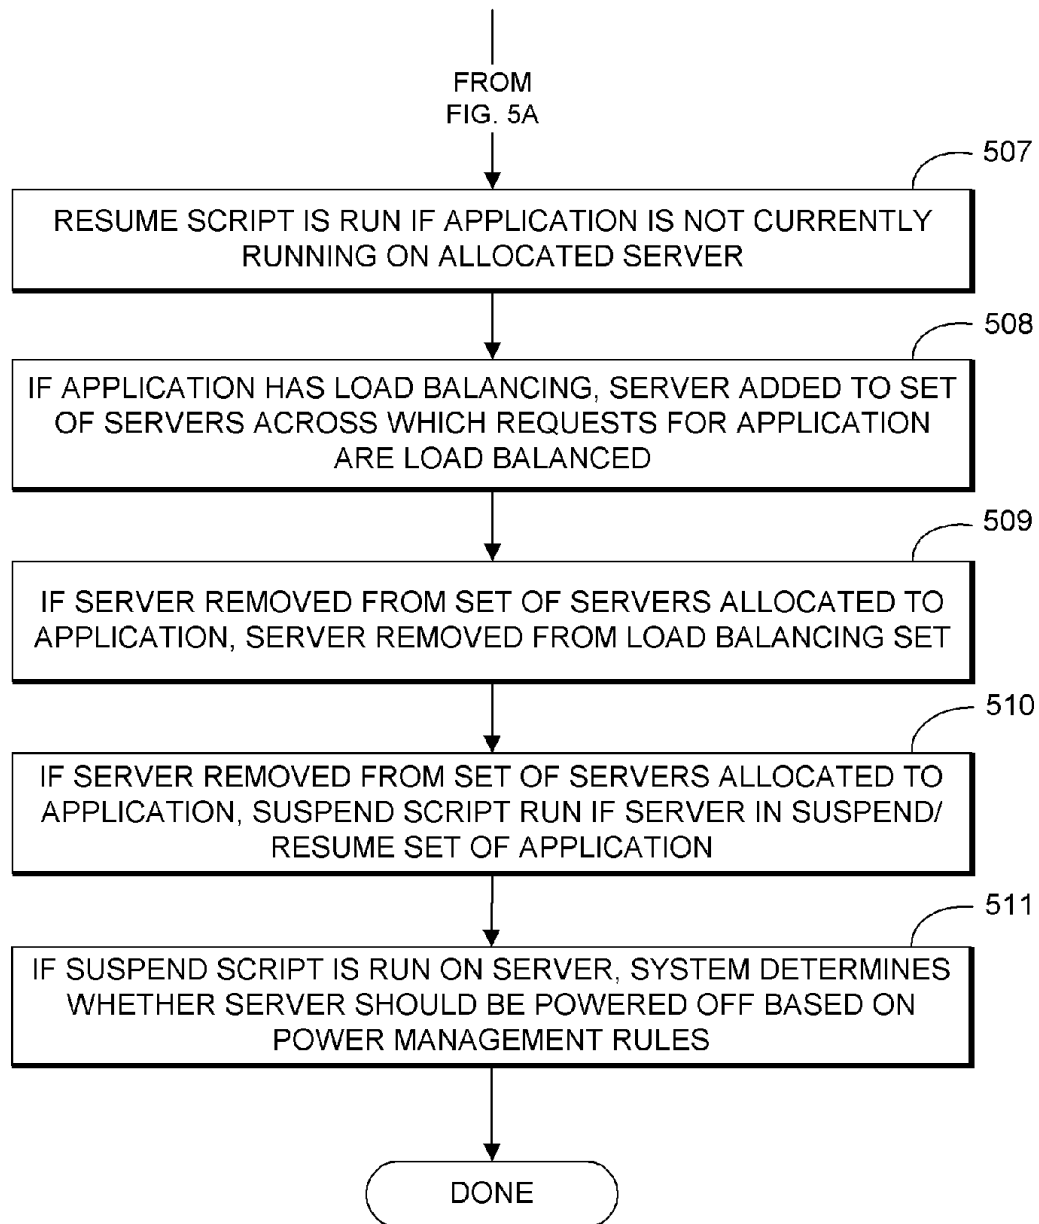 FROM
FIG. 5A
507
RESUME SCRIPT IS RUN IF APPLICATION IS NOT CURRENTLY
RUNNING ON ALLOCATED SERVER
508
IF APPLICATION HAS LOAD BALANCING, SERVER ADDED TO SET
OF SERVERS ACROSS WHICH REQUESTS FOR APPLICATION
ARE LOAD BALANCED
509
IF SERVER REMOVED FROM SET OF SERVERS ALLOCATED TO
APPLICATION, SERVER REMOVED FROM LOAD BALANCING SET
510
IF SERVER REMOVED FROM SET OF SERVERS ALLOCATED TO
APPLICATION, SUSPEND SCRIPT RUN IF SERVER IN SUSPEND/
RESUME SET OF APPLICATION
511
IF SUSPEND SCRIPT IS RUN ON SERVER, SYSTEM DETERMINES
WHETHER SERVER SHOULD BE POWERED OFF BASED ON
POWER MANAGEMENT RULES
DONE